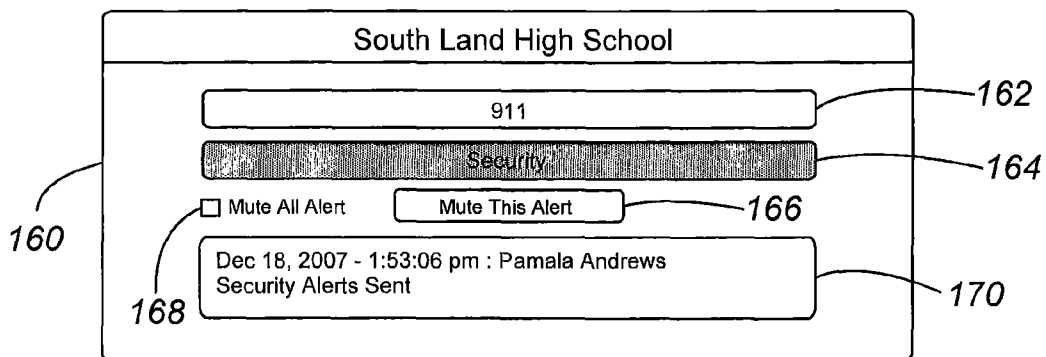 South Land High School
911
162
Security
164
Mute All Alert
Mute This Alert
166
160
168
Dec 18, 2007 - 1:53:06 pm : Pamala Andrews
Security Alerts Sent
170